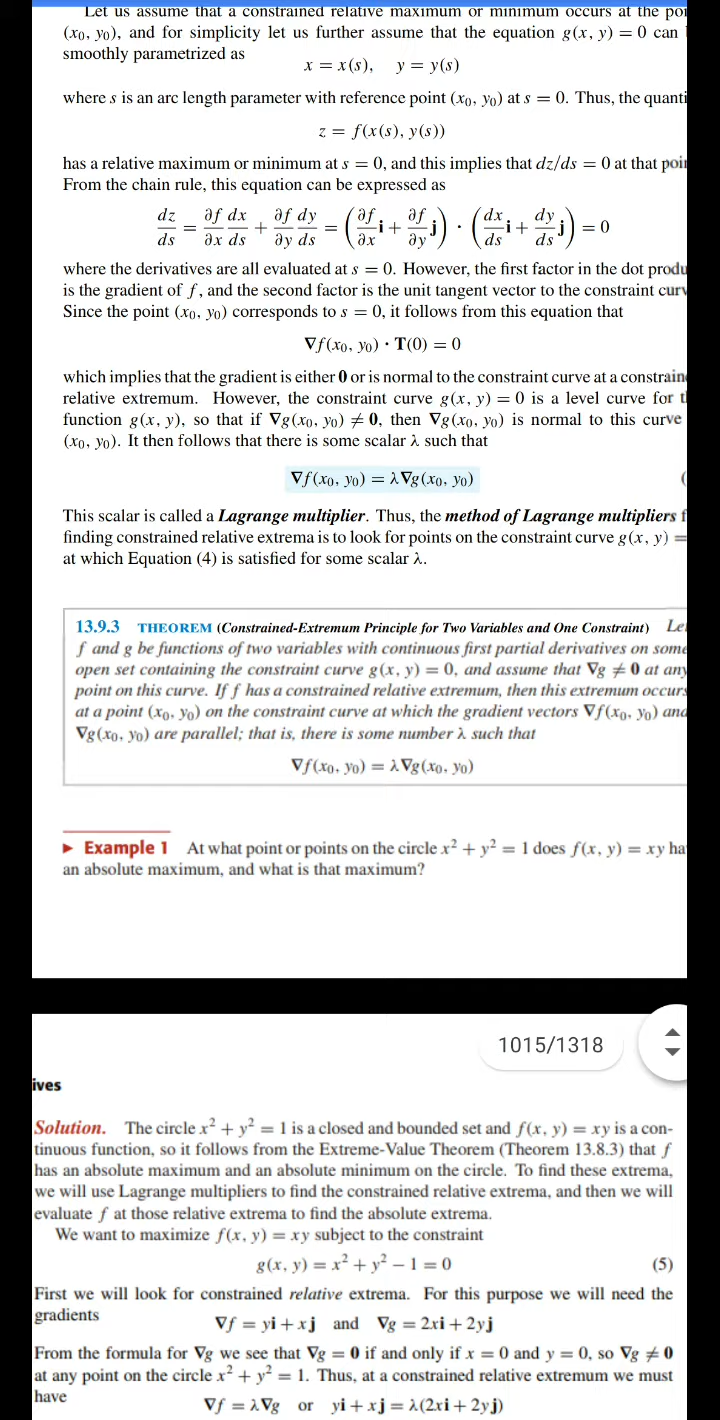 Let us assume that a constrained relative maximum or minimum occurs at the
(x₀, y₀), and for simplicity let us further assume that the equation g(x, y) = 0 can
smoothly parametrized as
x = x(s), y = y(s)
where s is an arc length parameter with reference point (x₀, y₀) at s = 0. Thus, the
z = f(x(s), y(s))
has a relative maximum or minimum at s = 0, and this implies that dz/ds = 0 at that
From the chain rule, this equation can be expressed as
dz/ds = ∂f/∂x dx/ds + ∂f/∂y dy/ds = (∂f/∂x i + ∂f/∂y j) · (dx/ds i + dy/ds j) = 0
where the derivatives are all evaluated at s = 0. However, the first factor in the dot
is the gradient of f, and the second factor is the unit tangent vector to the constraint
Since the point (x₀, y₀) corresponds to s = 0, it follows from this equation that
∇f(x₀, y₀) · T(0) = 0
which implies that the gradient is either 0 or is normal to the constraint curve at a
relative extremum. However, the constraint curve g(x, y) = 0 is a level curve for
function g(x, y), so that if ∇g(x₀, y₀) ≠ 0, then ∇g(x₀, y₀) is normal to this curve
(x₀, y₀). It then follows that there is some scalar λ such that
∇f(x₀, y₀) = λ∇g(x₀, y₀) (
This scalar is called a Lagrange multiplier. Thus, the method of Lagrange multipliers
finding constrained relative extrema is to look for points on the constraint curve g(x, y) =
at which Equation (4) is satisfied for some scalar λ.
13.9.3 THEOREM (Constrained-Extremum Principle for Two Variables and One Constraint)
f and g be functions of two variables with continuous first partial derivatives on some
open set containing the constraint curve g(x, y) = 0, and assume that ∇g ≠ 0 at any
point on this curve. If f has a constrained relative extremum, then this extremum occurs
at a point (x₀, y₀) on the constraint curve at which the gradient vectors ∇f(x₀, y₀) and
∇g(x₀, y₀) are parallel; that is, there is some number λ such that
∇f(x₀, y₀) = λ∇g(x₀, y₀)
► Example 1 At what point or points on the circle x² + y² = 1 does f(x, y) = xy
an absolute maximum, and what is that maximum?
1015/1318
ives
Solution. The circle x² + y² = 1 is a closed and bounded set and f(x, y) = xy is a con-
tinuous function, so it follows from the Extreme-Value Theorem (Theorem 13.8.3) that f
has an absolute maximum and an absolute minimum on the circle. To find these extrema,
we will use Lagrange multipliers to find the constrained relative extrema, and then we will
evaluate f at those relative extrema to find the absolute extrema.
We want to maximize f(x, y) = xy subject to the constraint
g(x, y) = x² + y² − 1 = 0 (5)
First we will look for constrained relative extrema. For this purpose we will need the
gradients
∇f = yi + xj and ∇g = 2xi + 2yj
From the formula for ∇g we see that ∇g = 0 if and only if x = 0 and y = 0, so ∇g ≠ 0
at any point on the circle x² + y² = 1. Thus, at a constrained relative extremum we must
have
∇f = λ∇g or yi + xj = λ(2xi + 2yj)